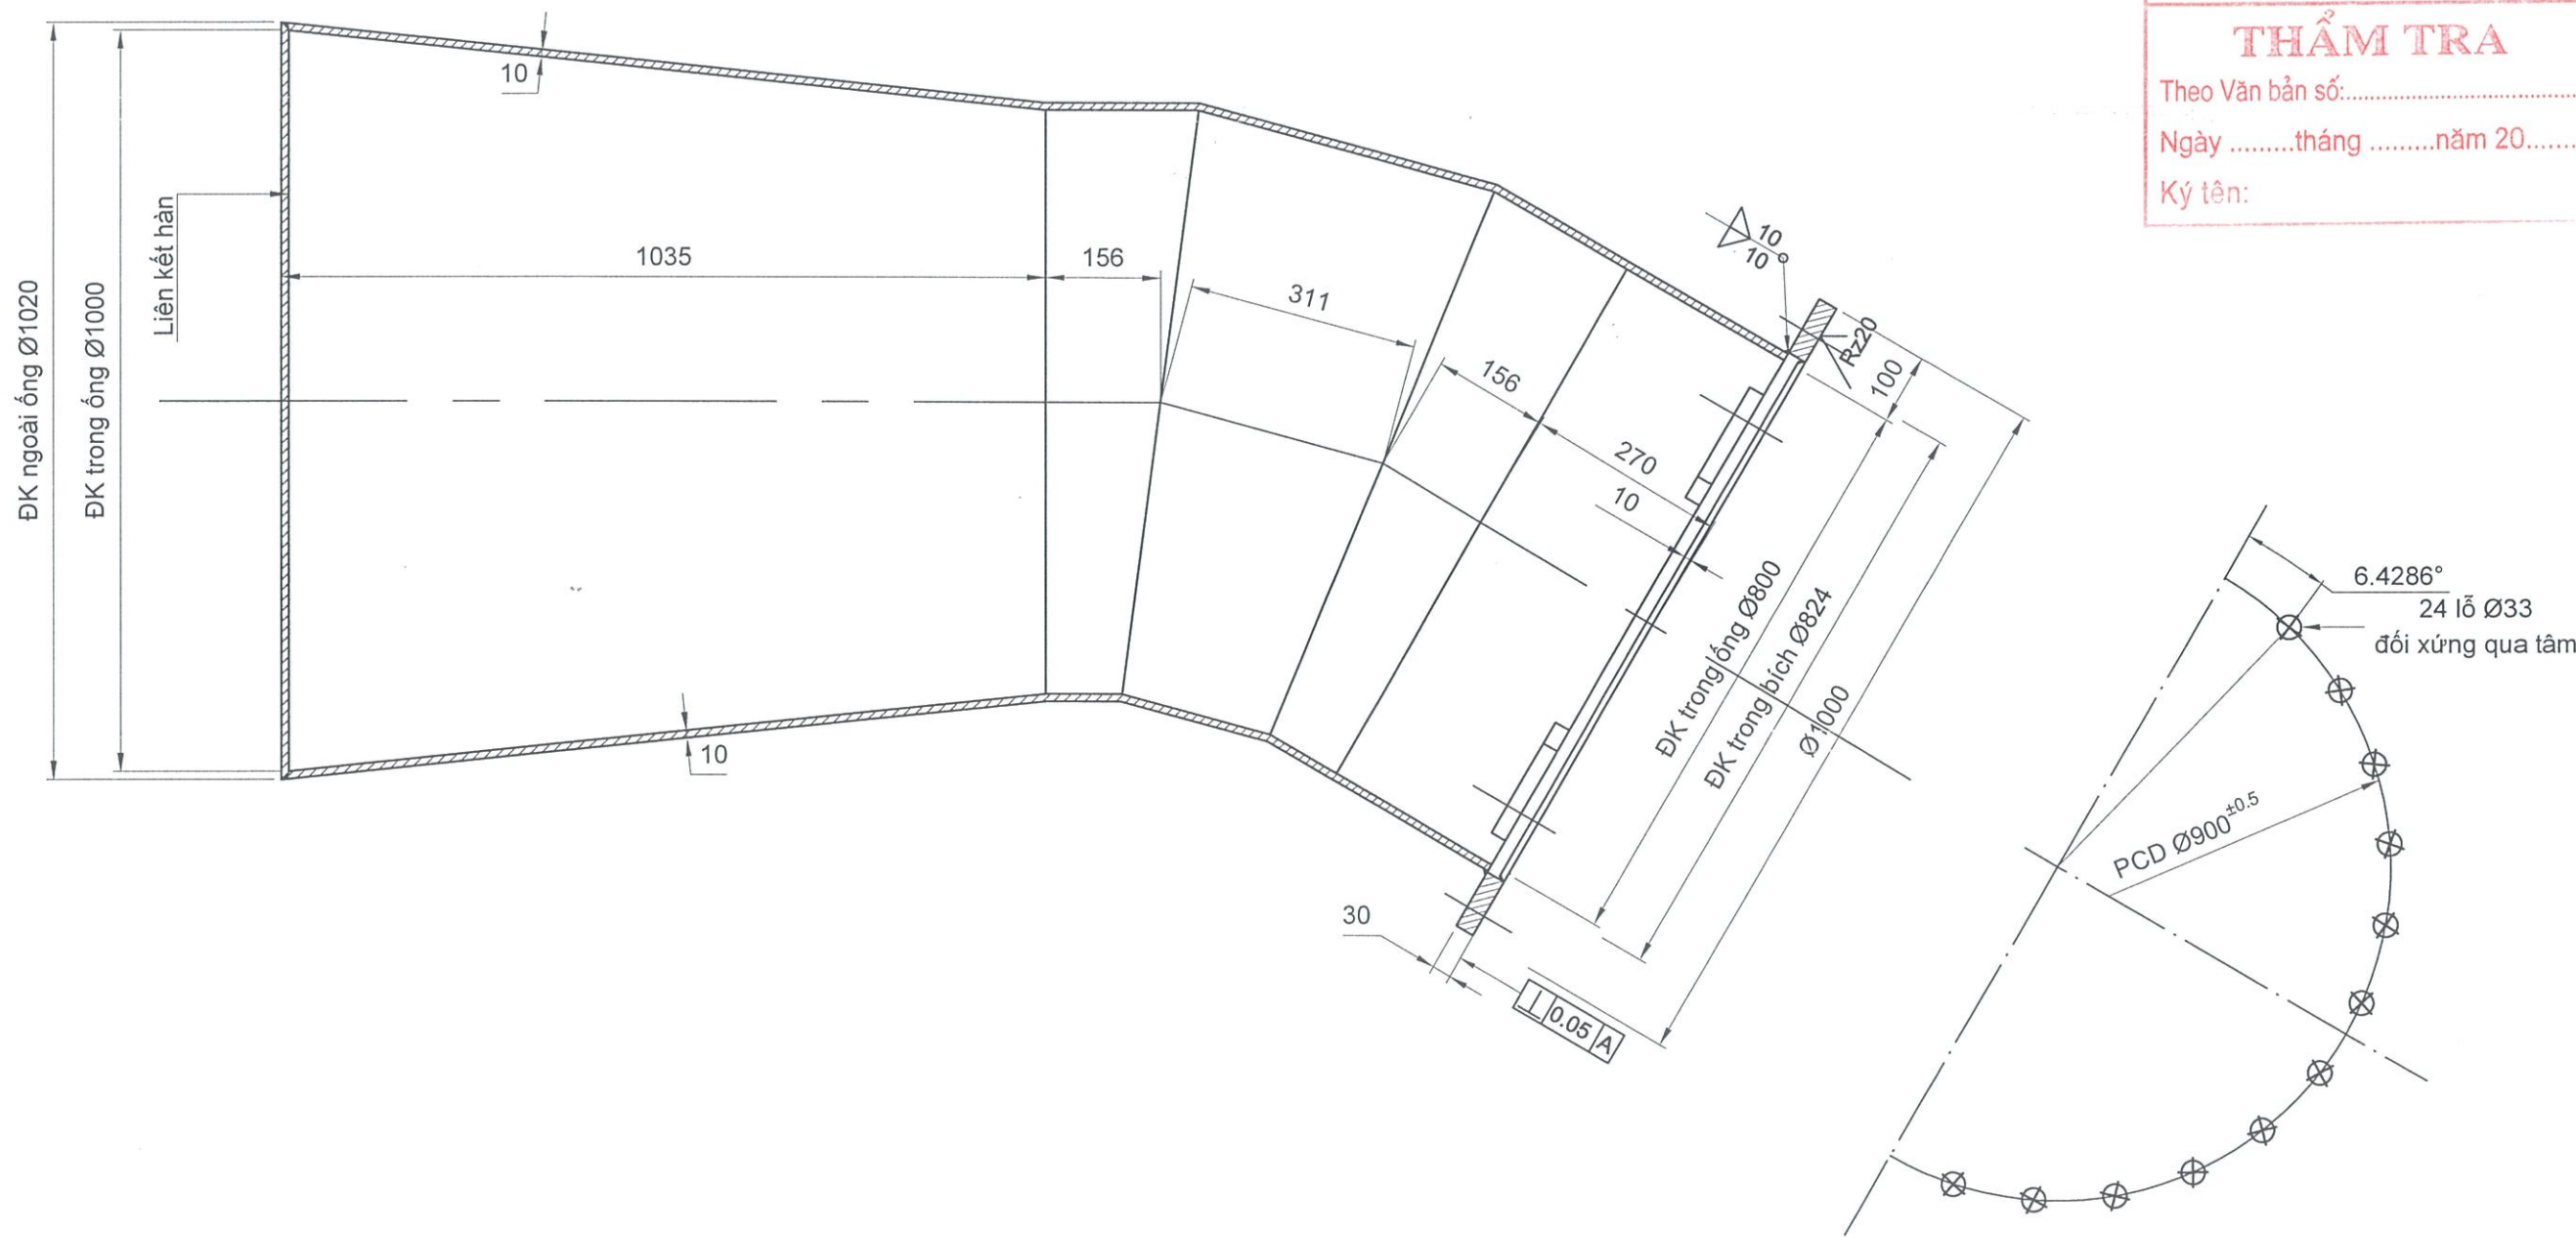 THẨM TRA
Theo Văn bản số:
Ngày .........tháng .........năm 20.......
Ký tên:
ĐK ngoài ống Ø1020
ĐK trong ống Ø1000
Liên kết hàn
10
1035
156
311
10
10
Rz20
100
156
270
10
ĐK trong ống Ø800
ĐK trong bích Ø824
Ø1000
10
30
⊥ 0.05 A
6.4286°
24 lỗ Ø33
đối xứng qua tâm
PCD Ø900±0.5